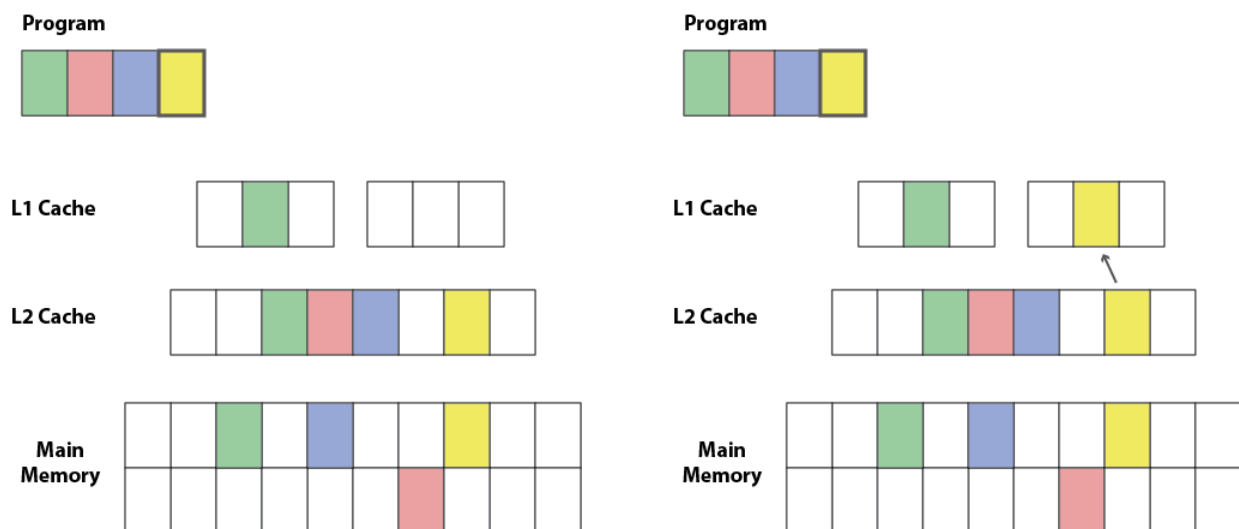 Program
L1 Cache
L2 Cache
Main
Memory
Program
L1 Cache
L2 Cache
Main
Memory